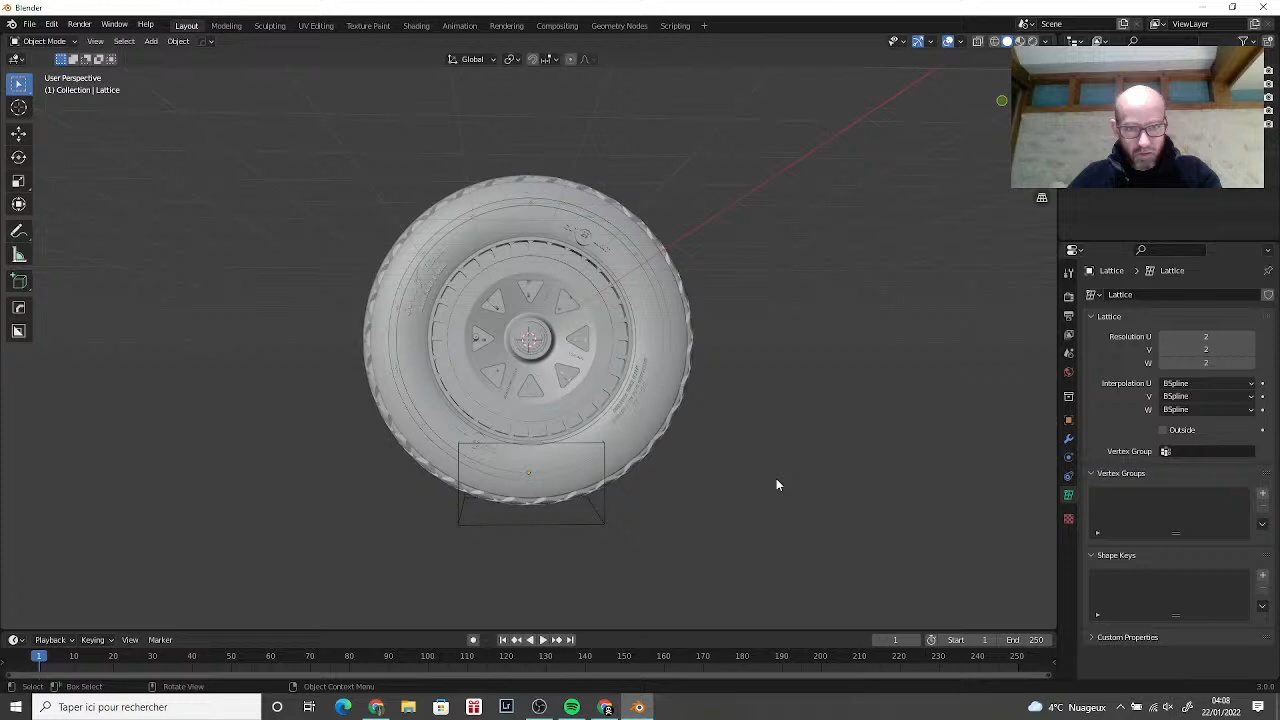 Blender
File Edit Render Window Help Layout Modeling Sculpting UV Editing Texture Paint Shading Animation Rendering Compositing Geometry Nodes Scripting + Scene ViewLayer
Object Mode View Select Add Object
Global
User Perspective
(1) Collection | Lattice
Lattice Lattice
Lattice
Lattice
Resolution U 2
V 2
W 2
Interpolation U BSpline
V BSpline
W BSpline
Outside
Vertex Group
Vertex Groups
Shape Keys
Custom Properties
Playback Keying View Marker 1 Start 1 End 250
1 10 20 30 40 50 60 70 80 90 100 110 120 130 140 150 160 170 180 190 200 210 220 230 240 250
Select Box Select Rotate View Object Context Menu 3.0.0
Taper ici pour rechercher 4°C Nuageux 04:08
22/01/2022